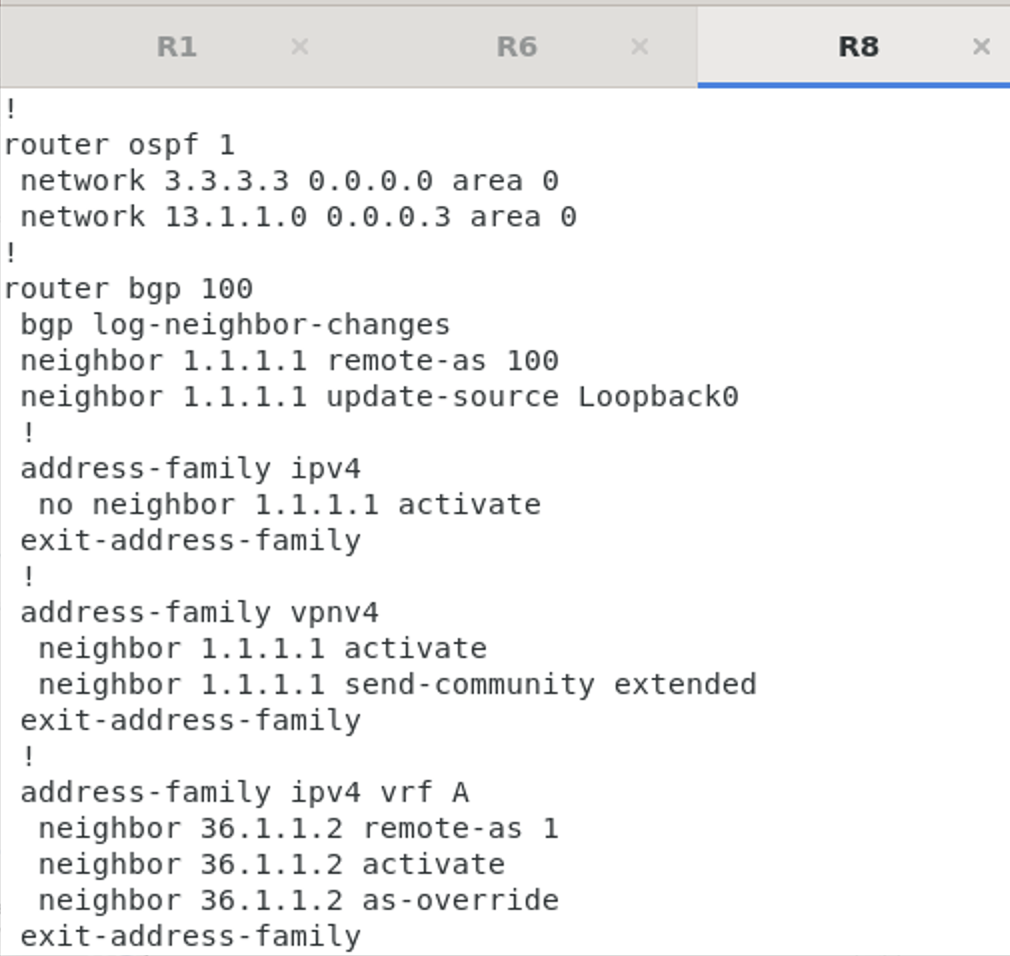 R1 × R6 × R8 ×
!
router ospf 1
 network 3.3.3.3 0.0.0.0 area 0
 network 13.1.1.0 0.0.0.3 area 0
!
router bgp 100
 bgp log-neighbor-changes
 neighbor 1.1.1.1 remote-as 100
 neighbor 1.1.1.1 update-source Loopback0
 !
 address-family ipv4
  no neighbor 1.1.1.1 activate
 exit-address-family
 !
 address-family vpnv4
  neighbor 1.1.1.1 activate
  neighbor 1.1.1.1 send-community extended
 exit-address-family
 !
 address-family ipv4 vrf A
  neighbor 36.1.1.2 remote-as 1
  neighbor 36.1.1.2 activate
  neighbor 36.1.1.2 as-override
 exit-address-family